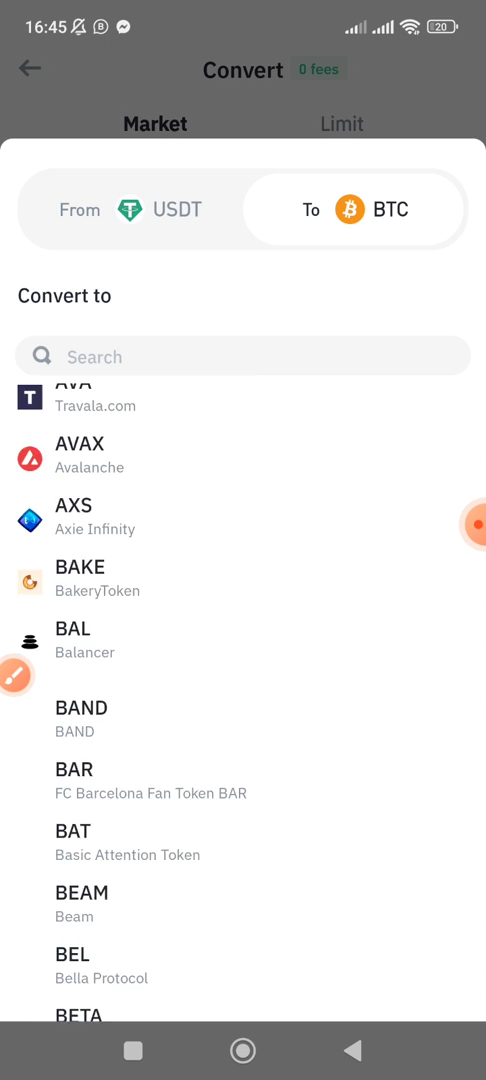 16:45
20
Convert 0 fees
Market Limit
From USDT To BTC
Convert to
Search
AVA
Travala.com
AVAX
Avalanche
AXS
Axie Infinity
BAKE
BakeryToken
BAL
Balancer
BAND
BAND
BAR
FC Barcelona Fan Token BAR
BAT
Basic Attention Token
BEAM
Beam
BEL
Bella Protocol
BETA